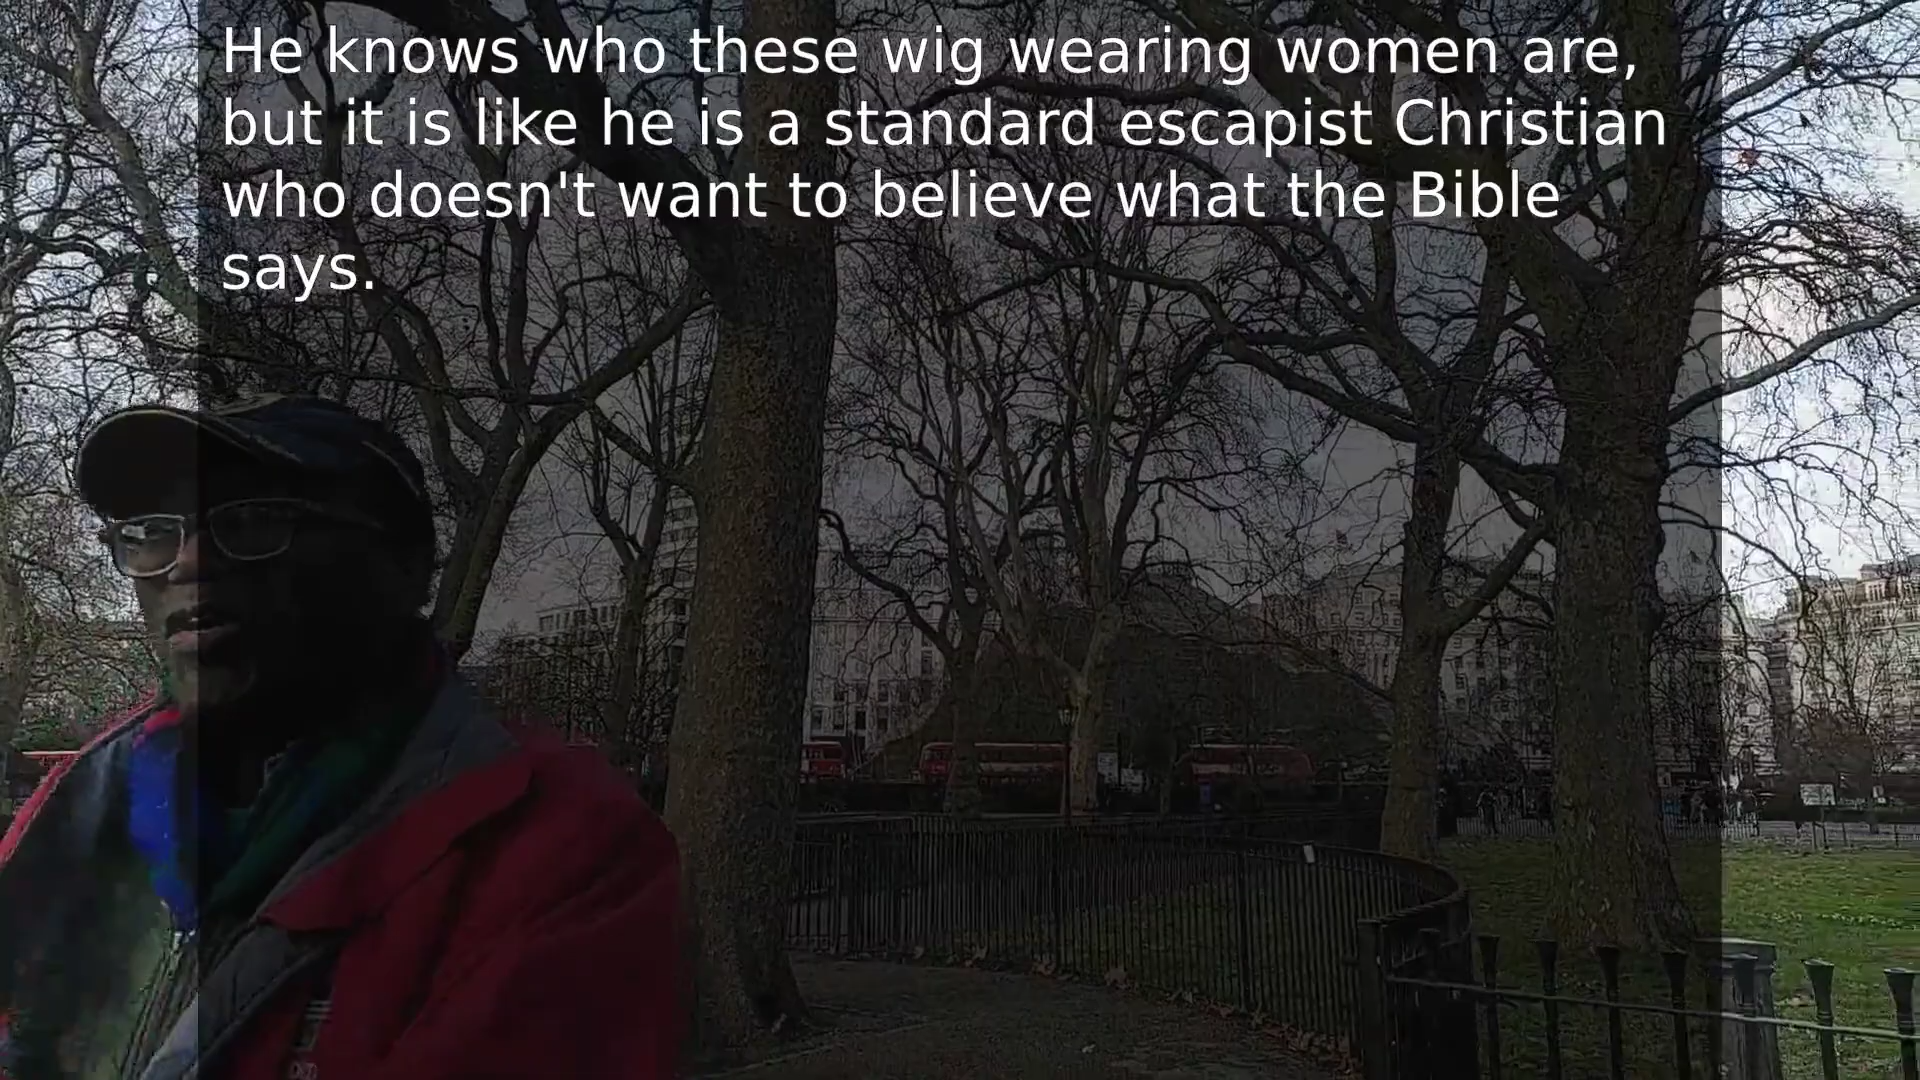 He knows who these wig wearing women are,
but it is like he is a standard escapist Christian
who doesn't want to believe what the Bible
says.